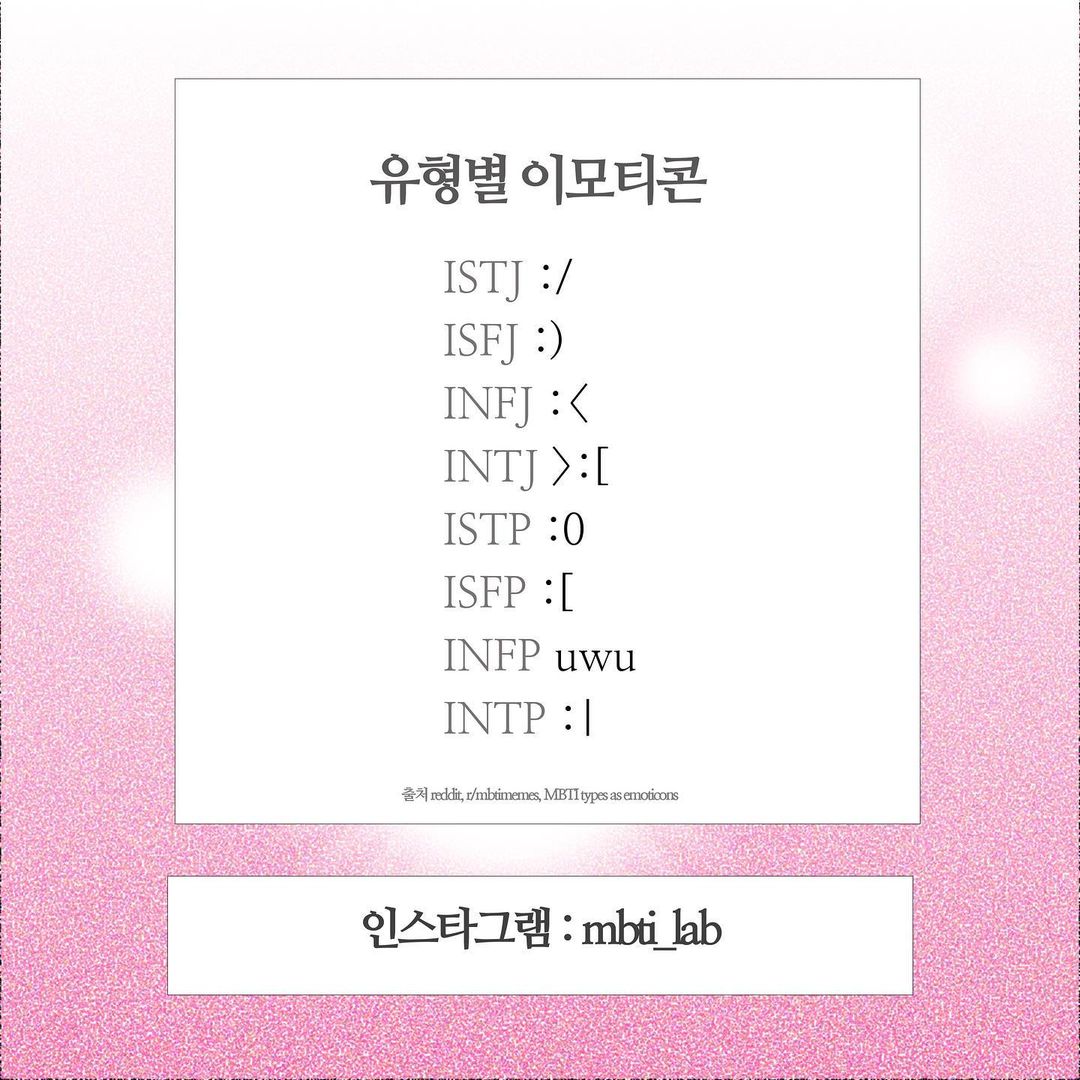 유형별 이모티콘
ISTJ :/
ISFJ :)
INFJ :<
INTJ >:[
ISTP :0
ISFP :[
INFP uwu
INTP :|
출처 reddit, r/mbtimemes, MBTI types as emoticons
인스타그램 : mbti_lab